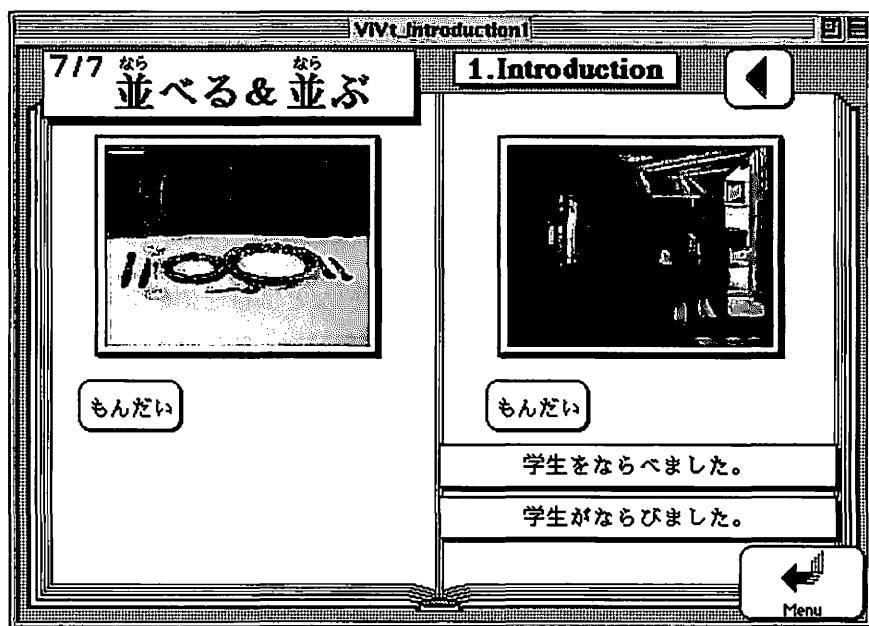 ViVt_Introduction1
7/7 並べる&並ぶ
なら なら
1.Introduction
もんだい
もんだい
学生をならべました。
学生がならびました。
Menu